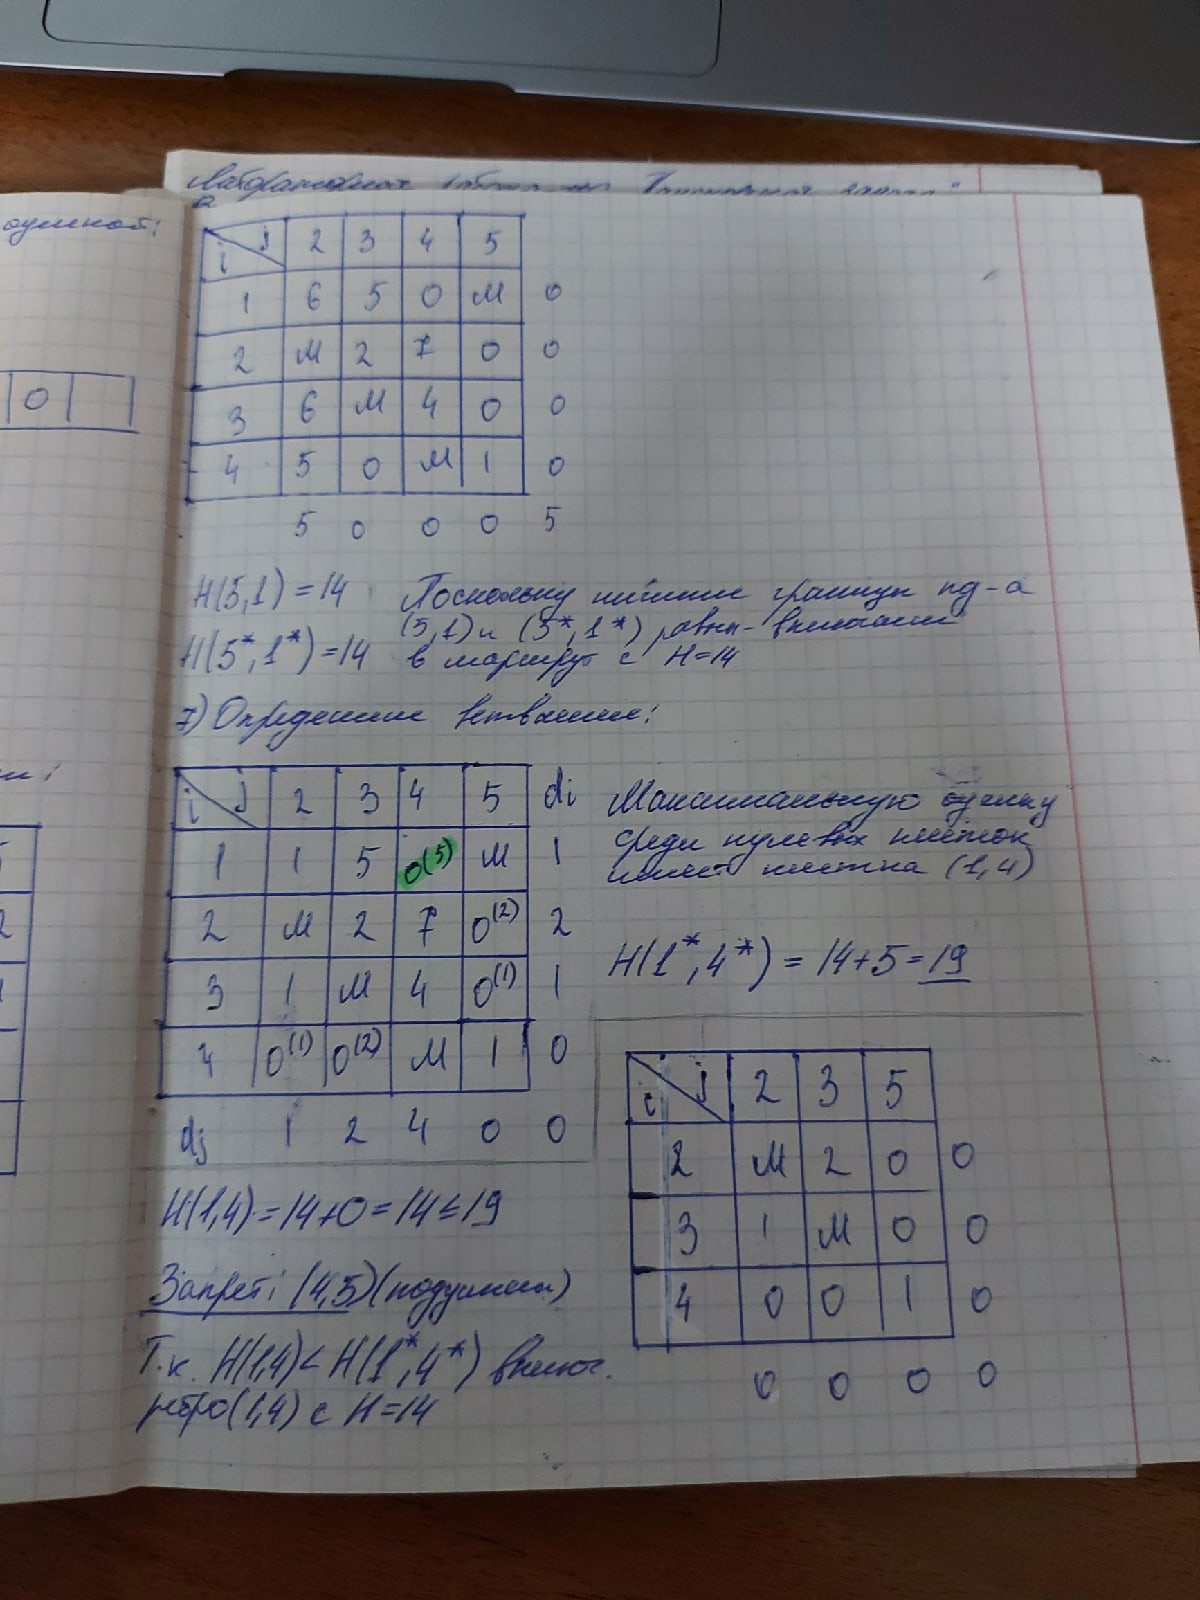 Лабораторная работа по
оценкой:
0
i j 2 3 4 5
1 6 5 0 М 0
2 М 2 7 0 0
3 6 М 4 0 0
4 5 0 М 1 0
5 0 0 0 5
H(5,1)=14 Поскольку нижние границы
(5,1) и (5*,1*) равны - включаем
H(5*,1*)=14 в маршрут с H=14
7) Определение ветвления:
i j 2 3 4 5 di
1 1 5 0(5) М 1
2 М 2 7 0(2) 2
3 1 М 4 0(1) 1
4 0(1) 0(2) М 1 0
dj 1 2 4 0 0
Максимальную оценку
среди нулевых клеток
имеет клетка (1,4)
H(1*,4*) = 14+5=19
H(1,4)=14+0=14≤19
Запрет: (4,5)
Т.к. H(1,4)< H(1*,4*) включ.
ребро(1,4) с H=14
i j 2 3 5
2 М 2 0 0
3 1 М 0 0
4 0 0 1 0
0 0 0 0